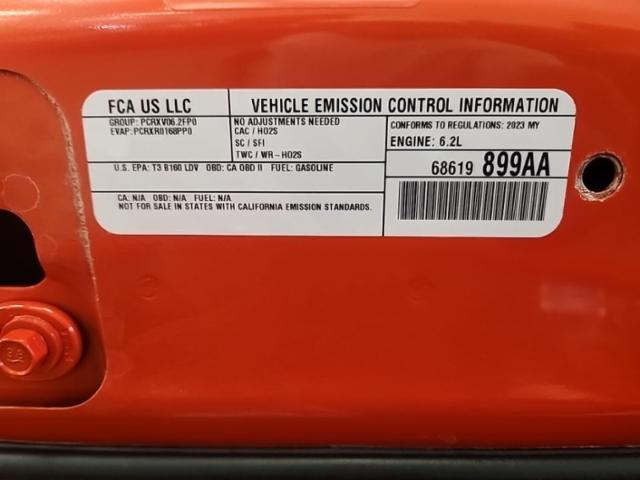 FCA US LLC
GROUP: PCRXV06.2FP0
EVAP: PCRXR0168PP0
VEHICLE EMISSION CONTROL INFORMATION
NO ADJUSTMENTS NEEDED
CAC / HO2S
SC / SFI
TWC / WR-HO2S
CONFORMS TO REGULATIONS: 2023 MY
ENGINE: 6.2L
U.S. EPA: T3 B160 LDV OBD: CA OBD II FUEL: GASOLINE
68619 899AA
CA: N/A OBD: N/A FUEL: N/A
NOT FOR SALE IN STATES WITH CALIFORNIA EMISSION STANDARDS.